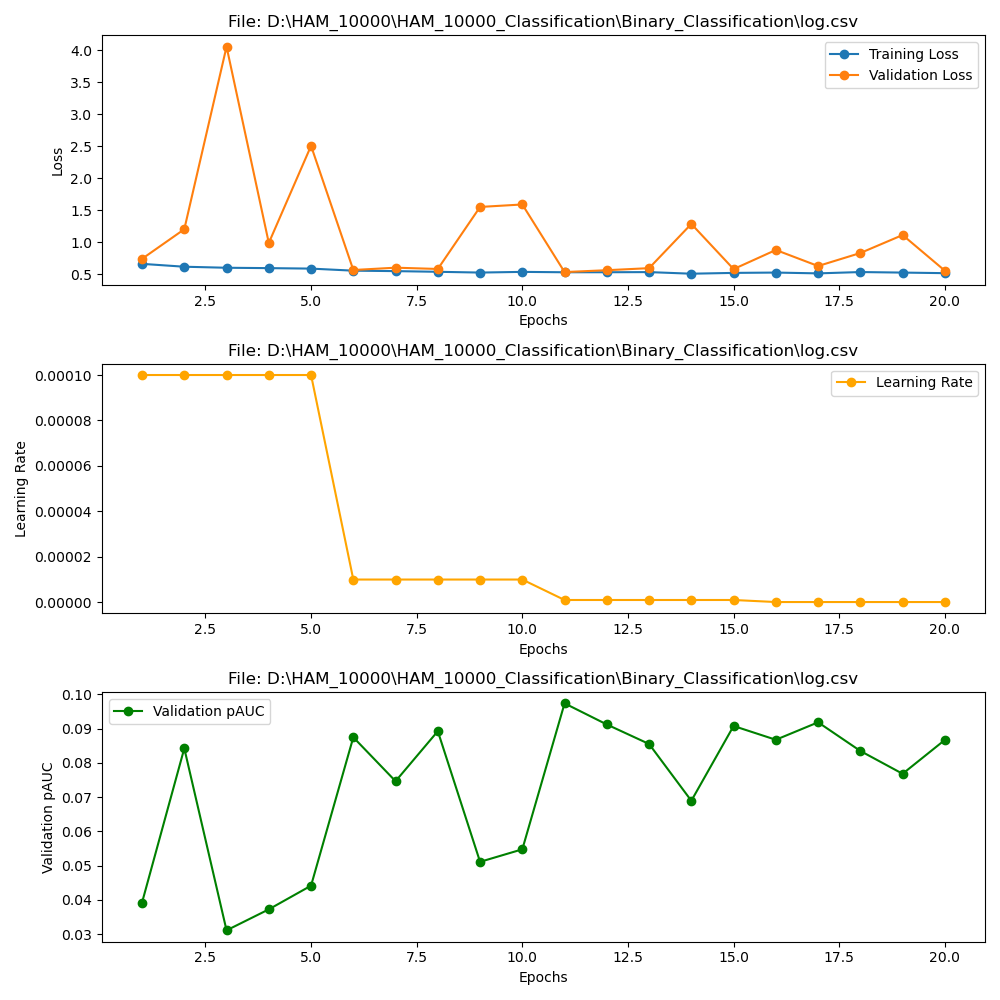 File: D:\HAM_10000\HAM_10000_Classification\Binary_Classification\log.csv
4.0
3.5
3.0
2.5
2.0
1.5
1.0
0.5
Loss
Training Loss
Validation Loss
2.5 5.0 7.5 10.0 12.5 15.0 17.5 20.0
Epochs
File: D:\HAM_10000\HAM_10000_Classification\Binary_Classification\log.csv
0.00010
0.00008
0.00006
0.00004
0.00002
0.00000
Learning Rate
Learning Rate
2.5 5.0 7.5 10.0 12.5 15.0 17.5 20.0
Epochs
File: D:\HAM_10000\HAM_10000_Classification\Binary_Classification\log.csv
0.10
0.09
0.08
0.07
0.06
0.05
0.04
0.03
Validation pAUC
Validation pAUC
2.5 5.0 7.5 10.0 12.5 15.0 17.5 20.0
Epochs